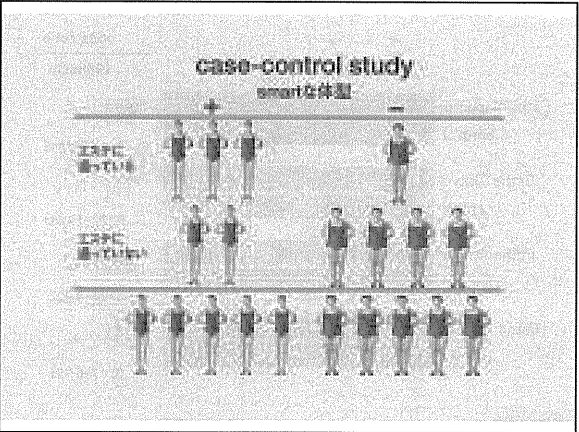 case-control study
smartな体型
+
−
エステに
通っている
エステに
通っていない